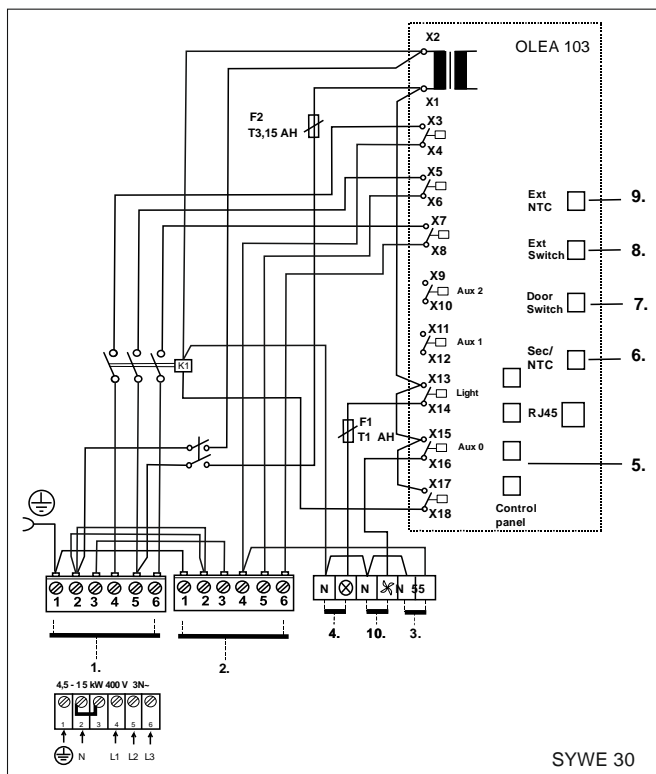 X2
OLEA 103
X1
F2
T3,15 AH
X3
X4
X5
X6
Ext
NTC
9.
X7
X8
Ext
Switch
8.
X9
X10
Aux 2
Door
Switch
7.
X11
X12
Aux 1
K1
Sec/
NTC
6.
X13
Light
X14
F1
T1 AH
RJ45
X15
Aux 0
X16
5.
X17
X18
Control
panel
1 2 3 4 5 6
1 2 3 4 5 6
N N N 55
4. 10. 3.
1. 2.
4,5 - 15 kW 400 V 3N~
1 2 3 4 5 6
N L1 L2 L3
SYWE 30